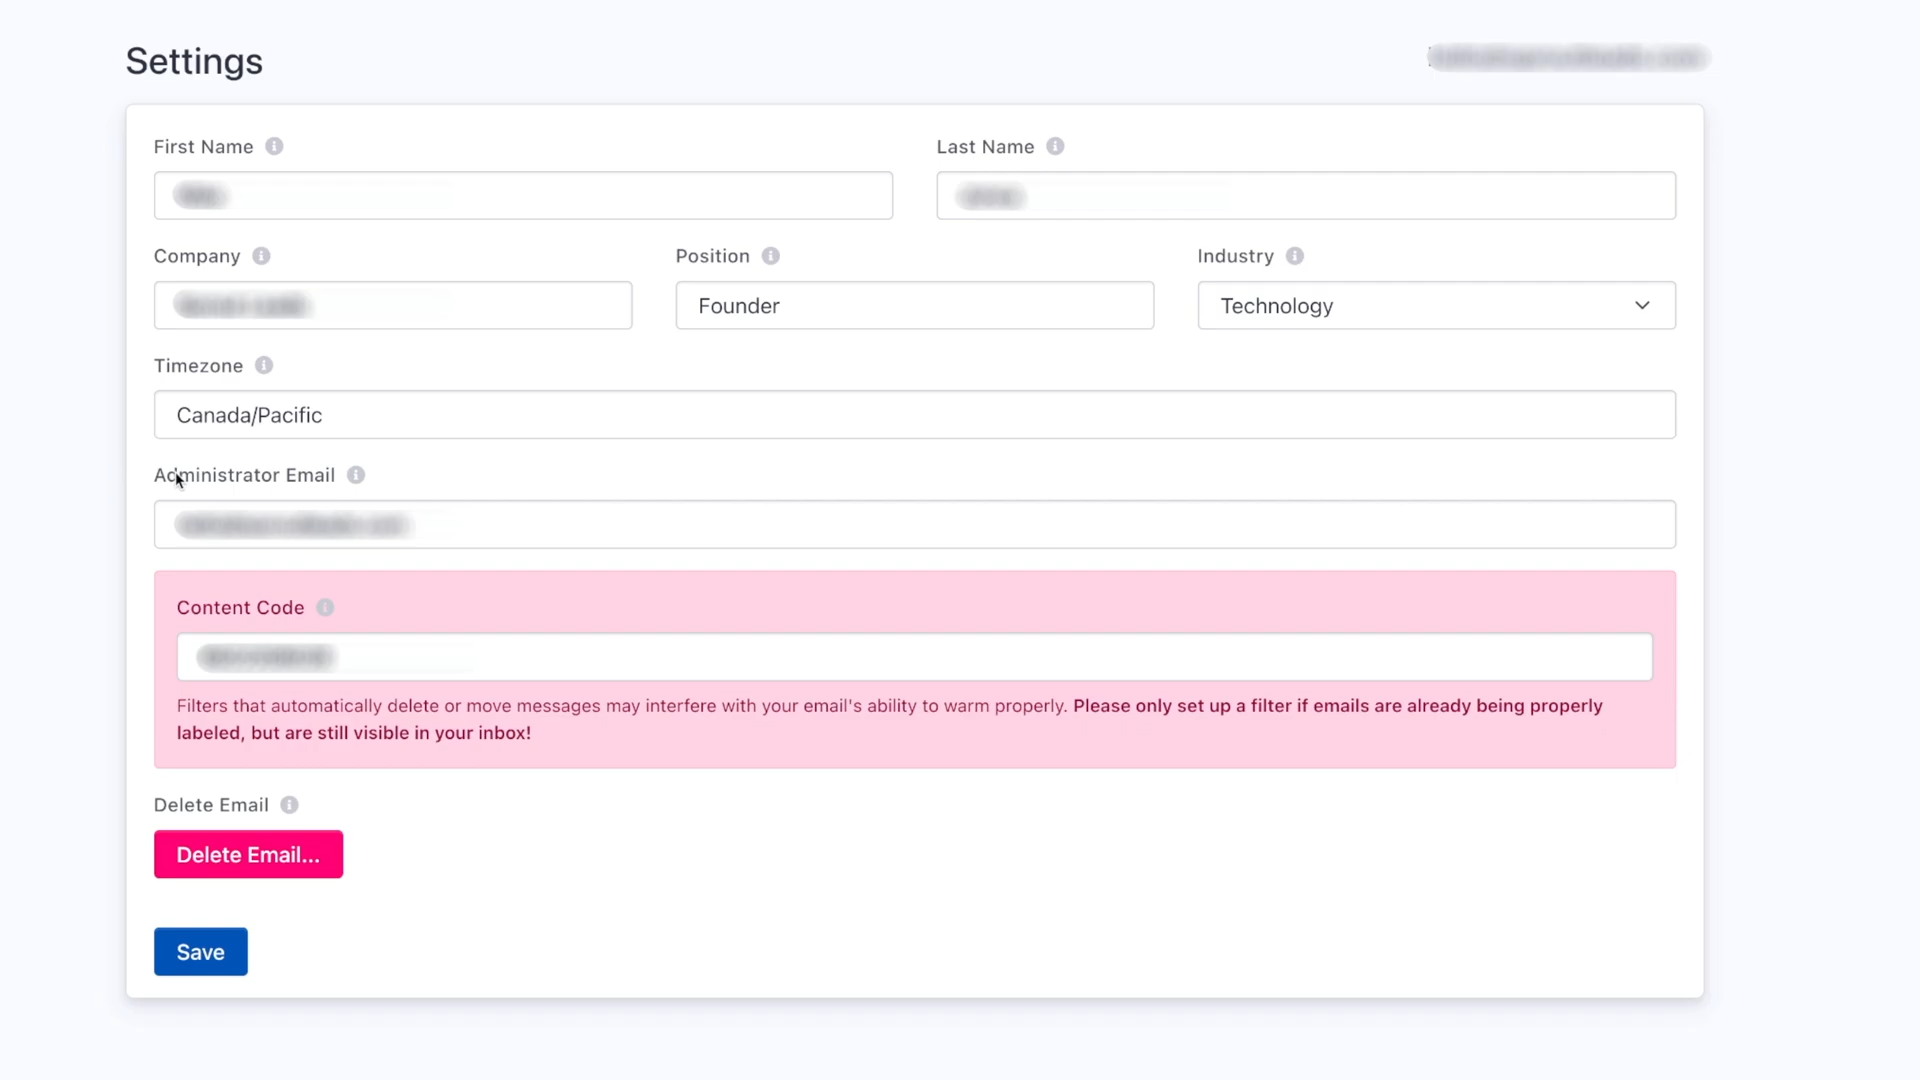 Settings
First Name
Last Name
Company
Position
Industry
Founder
Technology
Timezone
Canada/Pacific
Administrator Email
Content Code
Filters that automatically delete or move messages may interfere with your email's ability to warm properly. Please only set up a filter if emails are already being properly
labeled, but are still visible in your inbox!
Delete Email
Delete Email...
Save